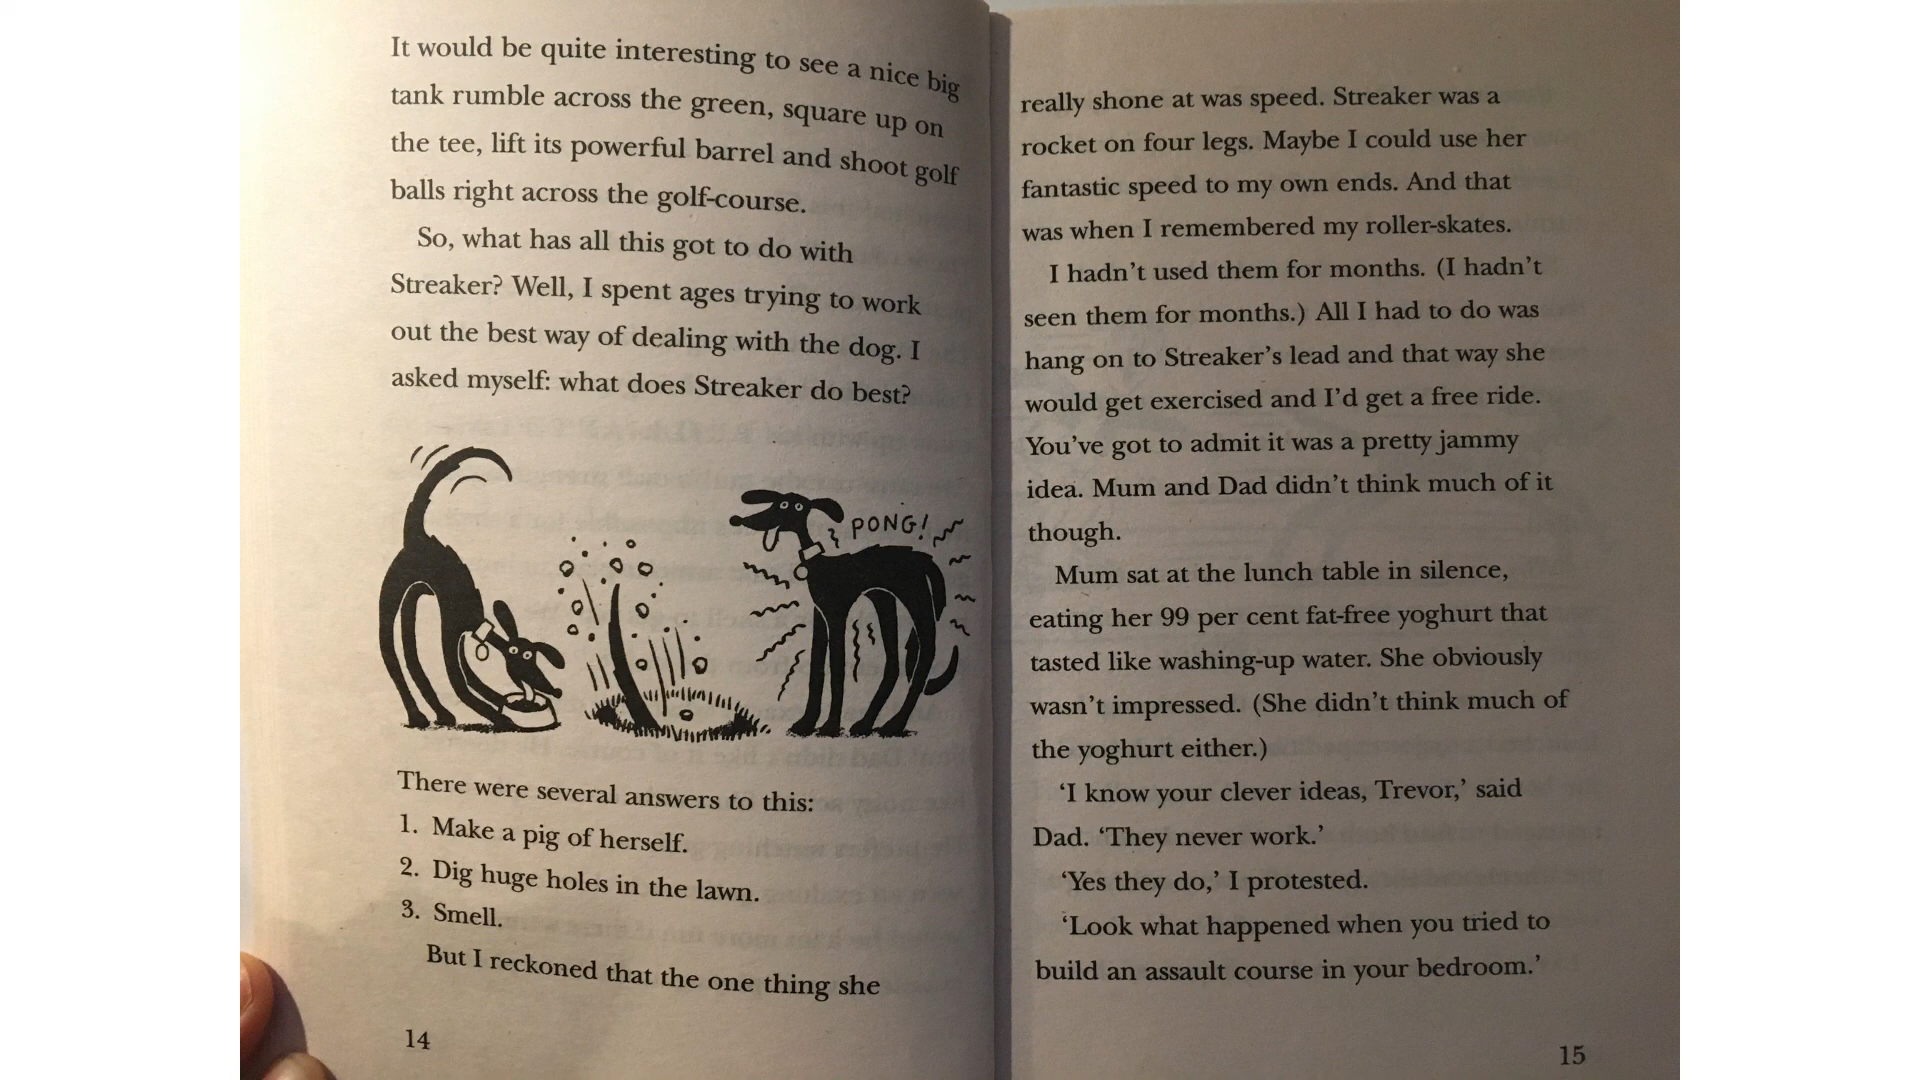 It would be quite interesting to see a nice big
tank rumble across the green, square up on
the tee, lift its powerful barrel and shoot golf
balls right across the golf-course.
So, what has all this got to do with
Streaker? Well, I spent ages trying to work
out the best way of dealing with the dog. I
asked myself: what does Streaker do best?
PONG!
There were several answers to this:
1. Make a pig of herself.
2. Dig huge holes in the lawn.
3. Smell.
But I reckoned that the one thing she
14
really shone at was speed. Streaker was a
rocket on four legs. Maybe I could use her
fantastic speed to my own ends. And that
was when I remembered my roller-skates.
I hadn't used them for months. (I hadn't
seen them for months.) All I had to do was
hang on to Streaker's lead and that way she
would get exercised and I'd get a free ride.
You've got to admit it was a pretty jammy
idea. Mum and Dad didn't think much of it
though.
Mum sat at the lunch table in silence,
eating her 99 per cent fat-free yoghurt that
tasted like washing-up water. She obviously
wasn't impressed. (She didn't think much of
the yoghurt either.)
‘I know your clever ideas, Trevor,’ said
Dad. ‘They never work.’
‘Yes they do,’ I protested.
‘Look what happened when you tried to
build an assault course in your bedroom.’
15